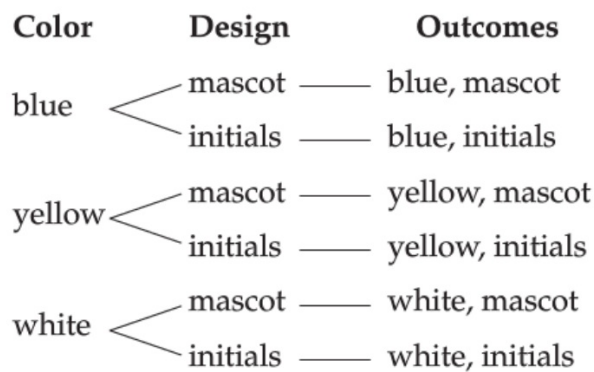 Color Design Outcomes
mascot blue, mascot
blue
initials blue, initials
mascot yellow, mascot
yellow
initials yellow, initials
mascot white, mascot
white
initials white, initials